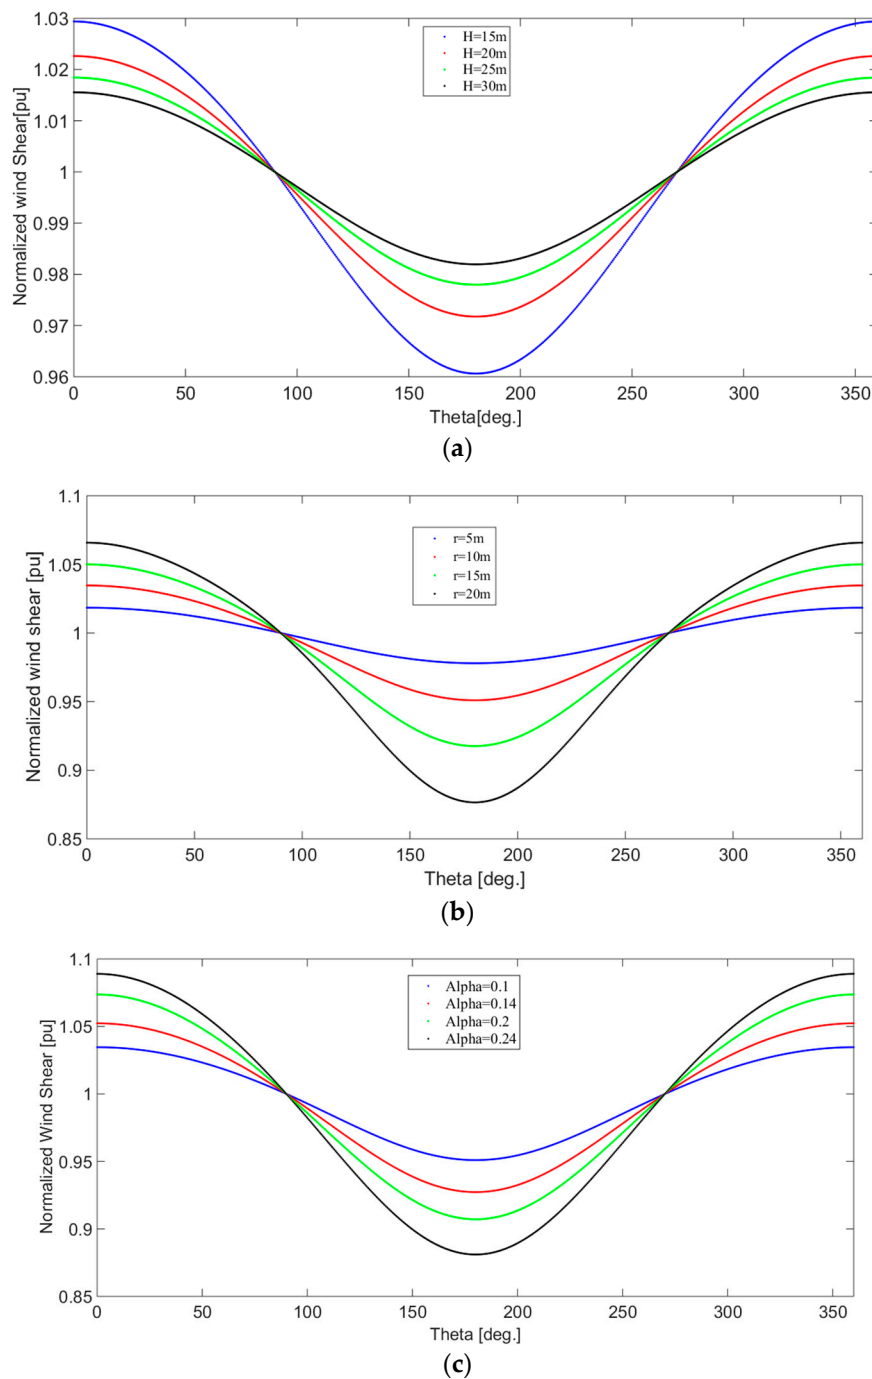 1.03
1.02
1.01
1
0.99
0.98
0.97
0.96
Normalized wind Shear[pu]
H=15m
H=20m
H=25m
H=30m
0 50 100 150 200 250 300 350
Theta[deg.]
(a)
1.1
1.05
1
0.95
0.9
0.85
Normalized wind shear [pu]
r=5m
r=10m
r=15m
r=20m
0 50 100 150 200 250 300 350
Theta [deg.]
(b)
1.1
1.05
1
0.95
0.9
0.85
Normalized Wind Shear [pu]
Alpha=0.1
Alpha=0.14
Alpha=0.2
Alpha=0.24
0 50 100 150 200 250 300 350
Theta [deg.]
(c)